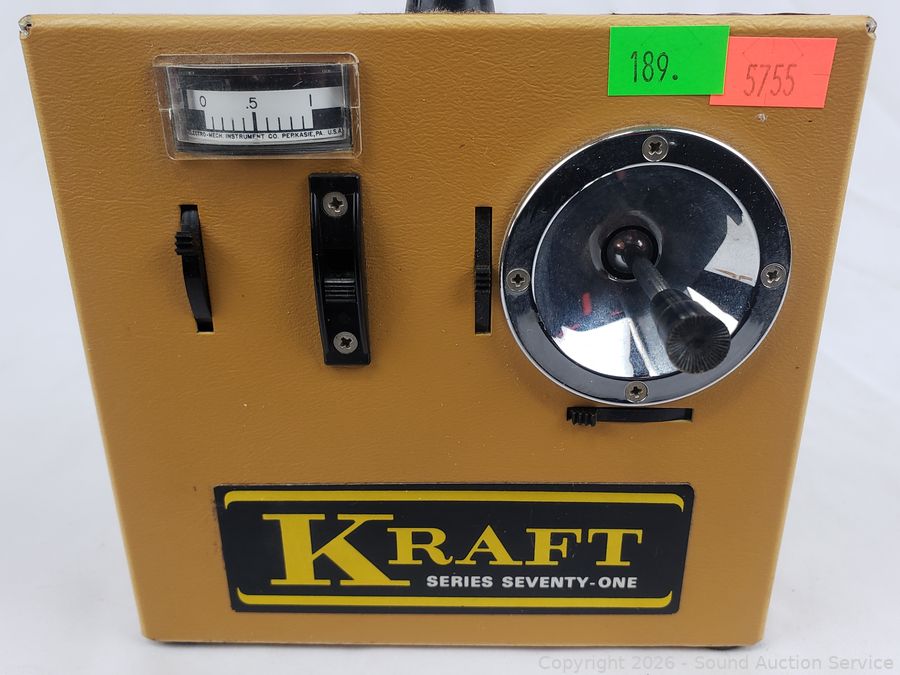 189.
5755
0 .5 1
ELECTRO-MECH. INSTRUMENT CO. PERKASIE, PA. U.S.A.
KRAFT
SERIES SEVENTY-ONE
Copyright 2026 - Sound Auction Service